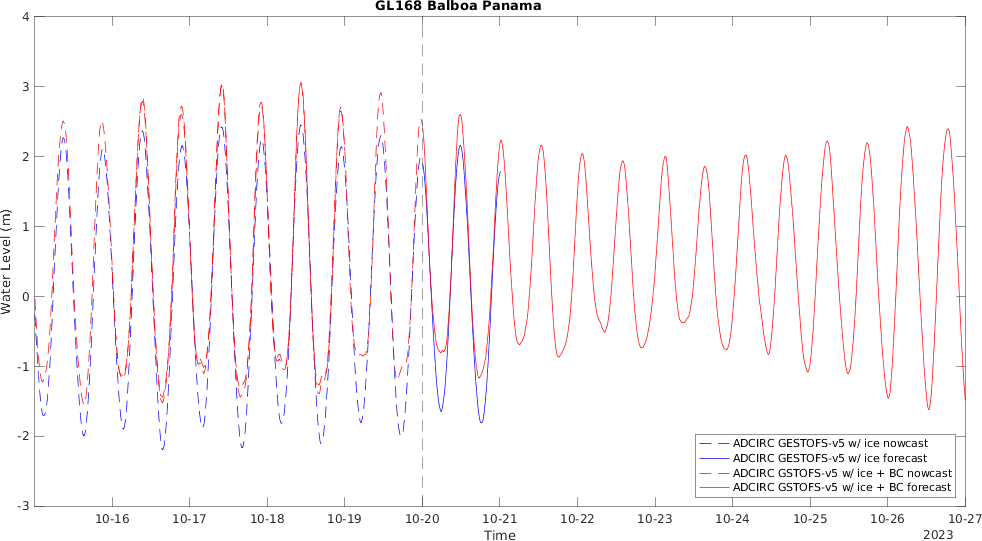 GL168 Balboa Panama
4
3
2
1
0
-1
-2
-3
Water Level (m)
ADCIRC GESTOFS-v5 w/ ice nowcast
ADCIRC GESTOFS-v5 w/ ice forecast
ADCIRC GSTOFS-v5 w/ ice + BC nowcast
ADCIRC GSTOFS-v5 w/ ice + BC forecast
10-16 10-17 10-18 10-19 10-20 10-21 10-22 10-23 10-24 10-25 10-26 10-27
Time
2023